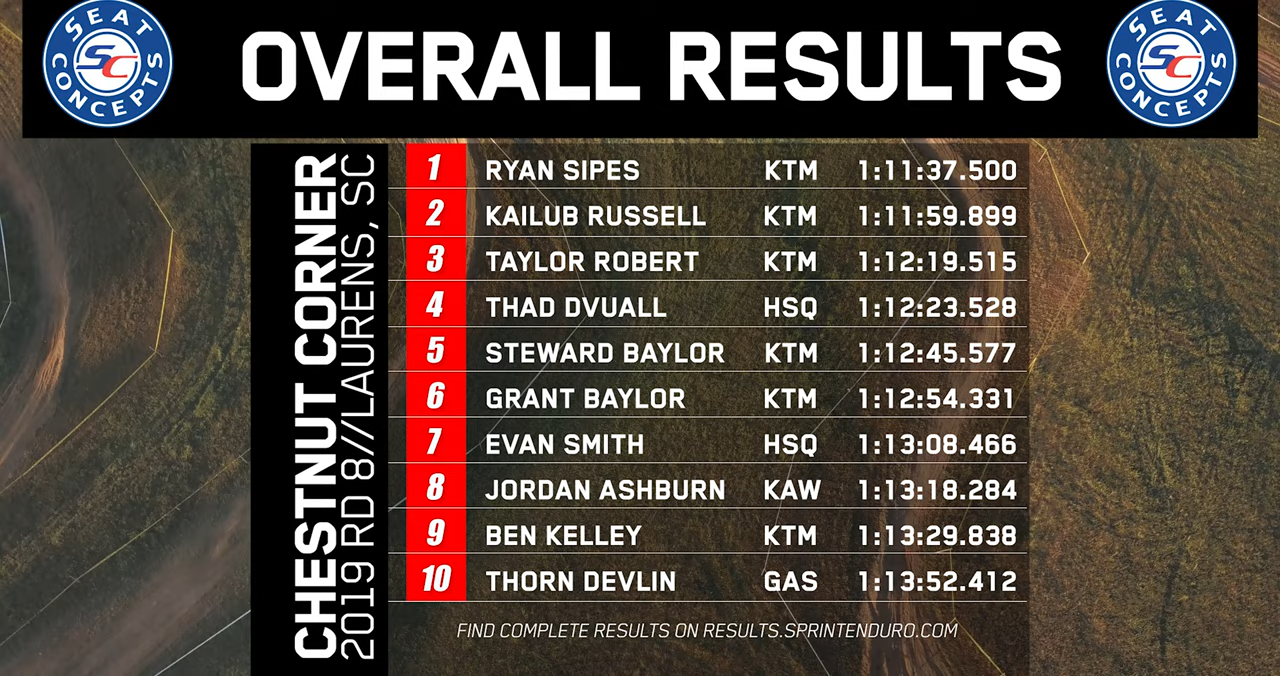 SEAT CONCEPTS
SC
OVERALL RESULTS
SEAT CONCEPTS
SC
CHESTNUT CORNER
2019 RD 8//LAURENS, SC
1 RYAN SIPES KTM 1:11:37.500
2 KAILUB RUSSELL KTM 1:11:59.899
3 TAYLOR ROBERT KTM 1:12:19.515
4 THAD DVUALL HSQ 1:12:23.528
5 STEWARD BAYLOR KTM 1:12:45.577
6 GRANT BAYLOR KTM 1:12:54.331
7 EVAN SMITH HSQ 1:13:08.466
8 JORDAN ASHBURN KAW 1:13:18.284
9 BEN KELLEY KTM 1:13:29.838
10 THORN DEVLIN GAS 1:13:52.412
FIND COMPLETE RESULTS ON RESULTS.SPRINTENDURO.COM